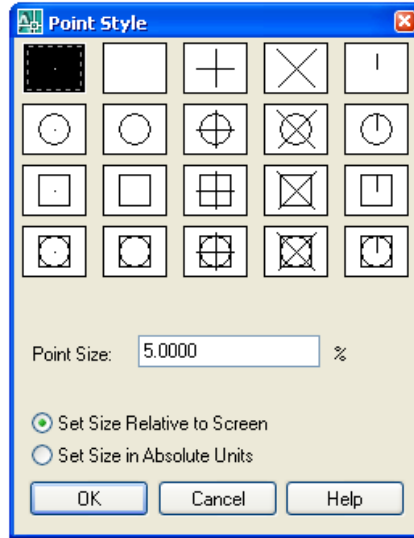 Point Style
Point Size: 5.0000 %
Set Size Relative to Screen
Set Size in Absolute Units
OK Cancel Help